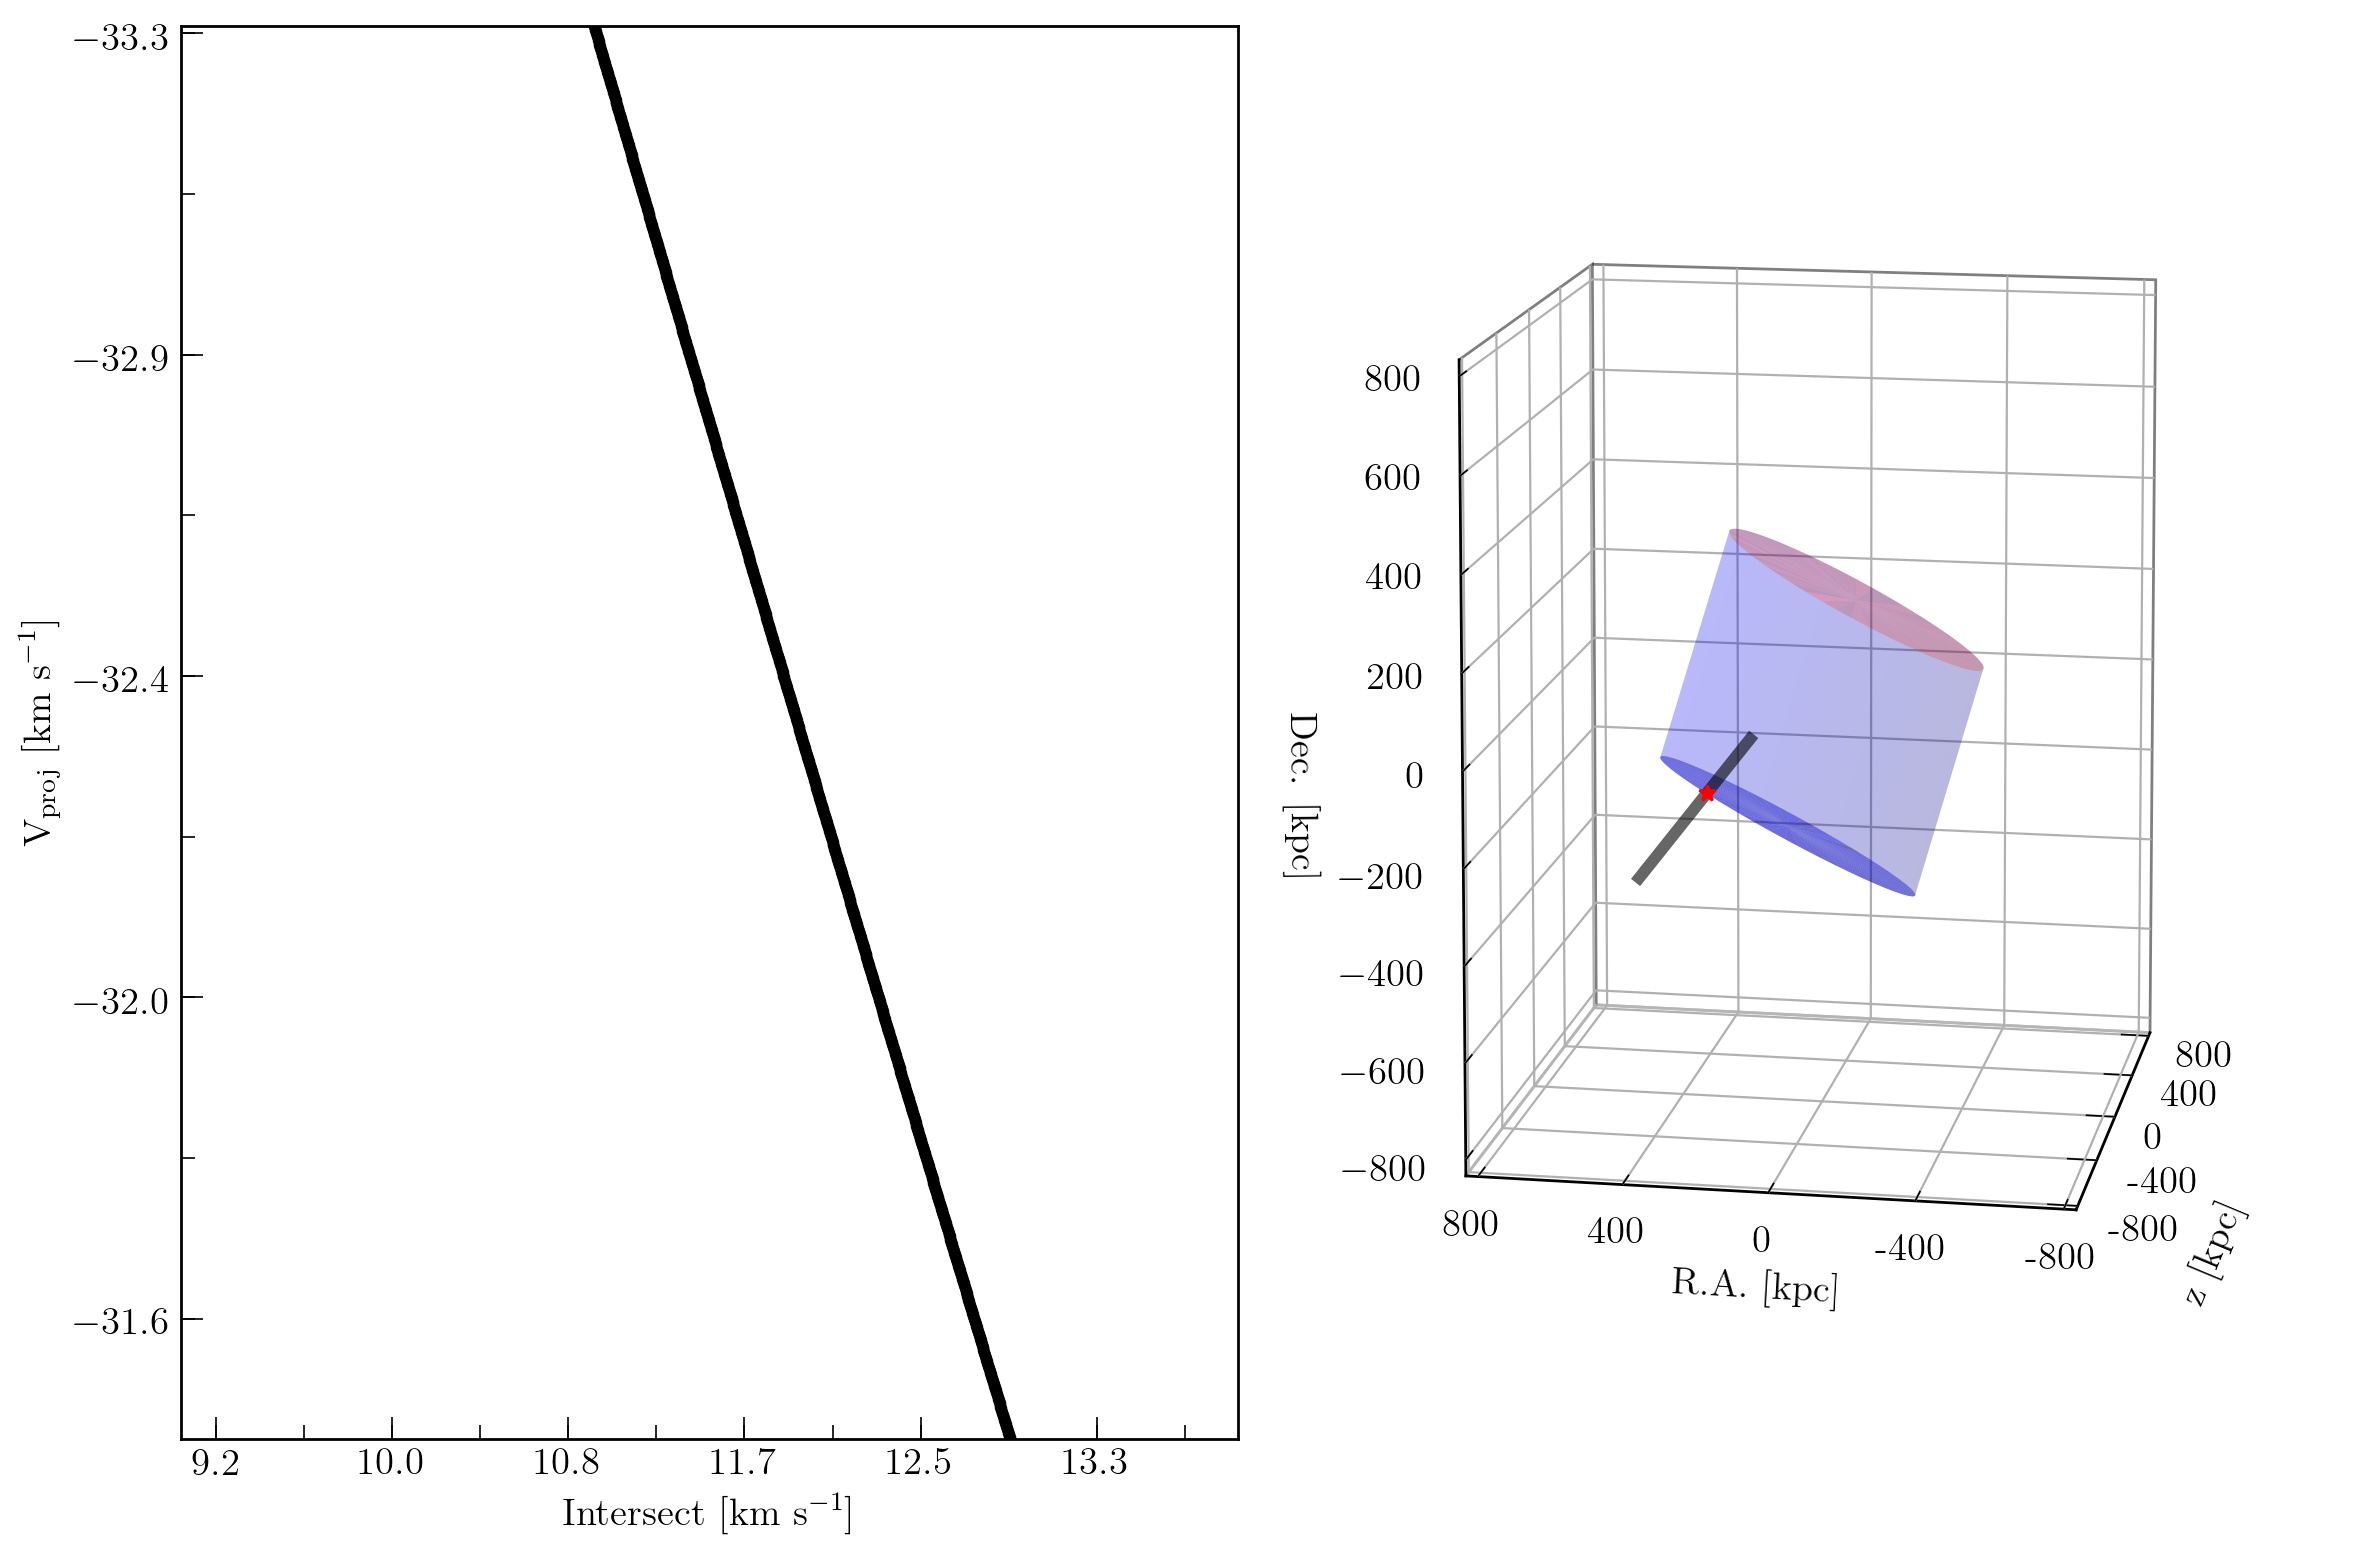 −33.3
−32.9
−32.4
−32.0
−31.6
V_proj [km s⁻¹]
9.2 10.0 10.8 11.7 12.5 13.3
Intersect [km s⁻¹]
800
600
400
200
0
−200
−400
−600
−800
Dec. [kpc]
800 400 0 -400 -800
R.A. [kpc]
800
400
0
-400
-800
z [kpc]